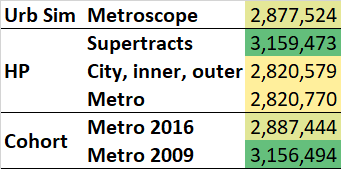 Urb Sim Metroscope 2,877,524
Supertracts 3,159,473
HP City, inner, outer 2,820,579
Metro 2,820,770
Cohort Metro 2016 2,887,444
Metro 2009 3,156,494